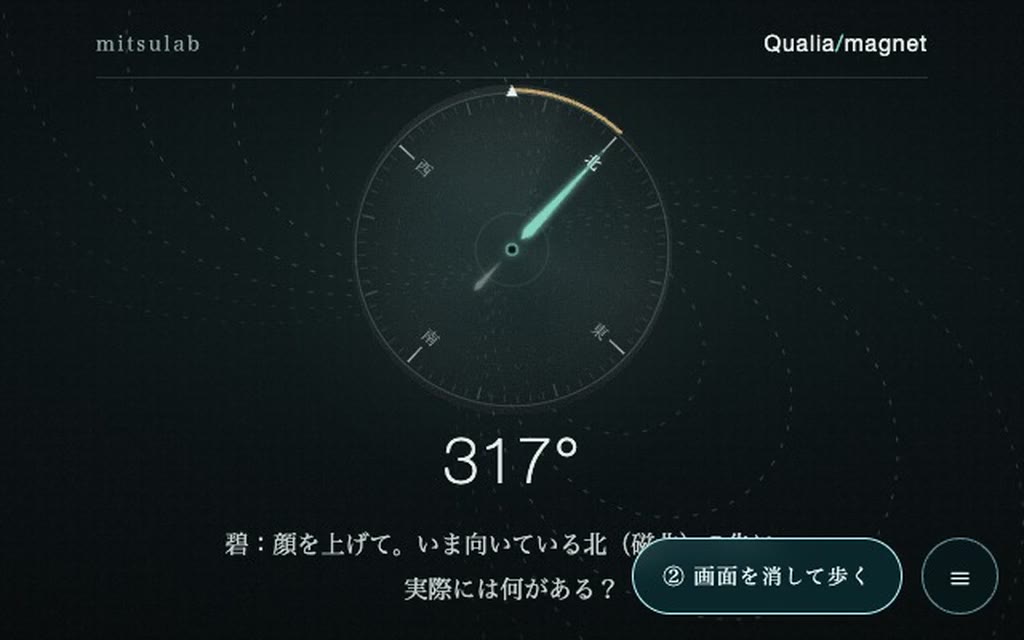 mitsulab
Qualia/magnet
北
西
東
南
317°
碧：顔を上げて。いま向いている北（磁
実際には何がある？
② 画面を消して歩く